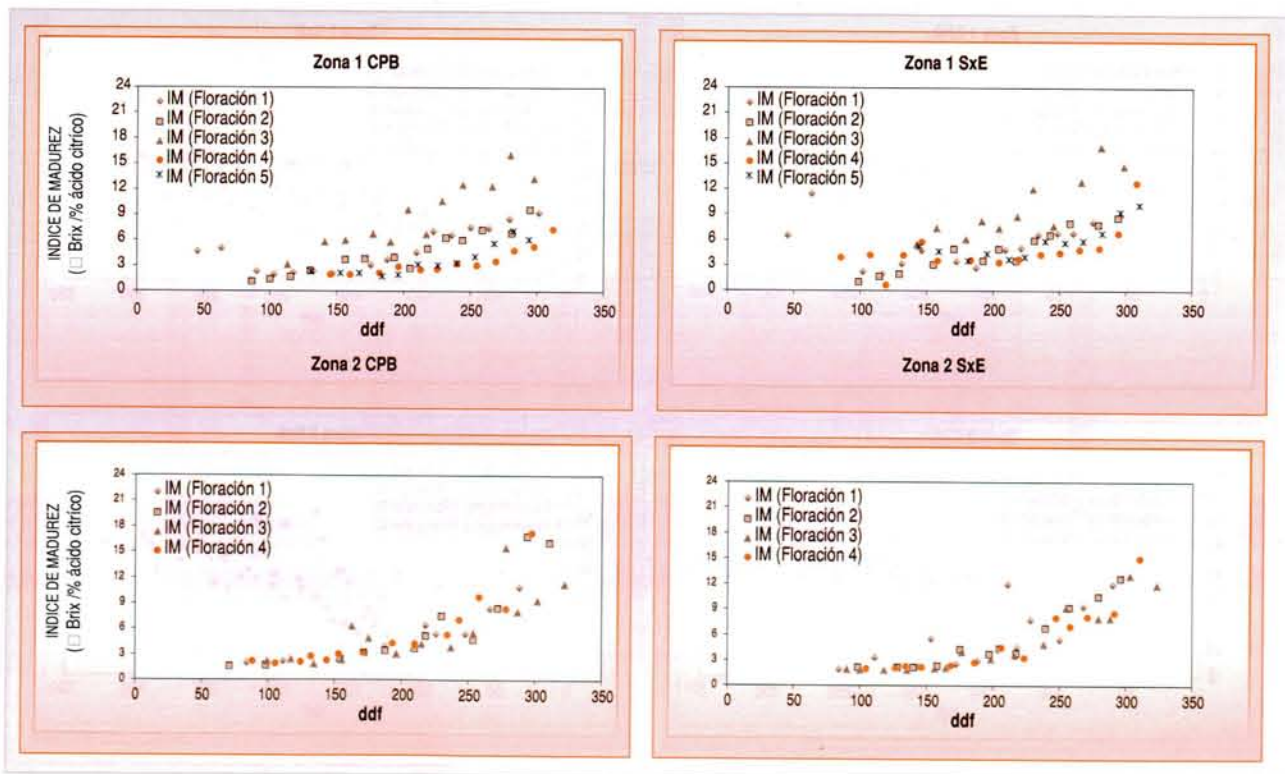 Zona 1 CPB
INDICE DE MADUREZ
(□ Brix /% ácido cítrico)
24
21
18
15
12
9
6
3
0
IM (Floración 1)
IM (Floración 2)
IM (Floración 3)
IM (Floración 4)
IM (Floración 5)
0 50 100 150 200 250 300 350
ddf
Zona 2 CPB
Zona 1 SxE
24
21
18
15
12
9
6
3
0
IM (Floración 1)
IM (Floración 2)
IM (Floración 3)
IM (Floración 4)
IM (Floración 5)
0 50 100 150 200 250 300 350
ddf
Zona 2 SxE
INDICE DE MADUREZ
(□ Brix /% ácido cítrico)
24
21
18
15
12
9
6
3
0
IM (Floración 1)
IM (Floración 2)
IM (Floración 3)
IM (Floración 4)
0 50 100 150 200 250 300 350
ddf
24
21
18
15
12
9
6
3
0
IM (Floración 1)
IM (Floración 2)
IM (Floración 3)
IM (Floración 4)
0 50 100 150 200 250 300 350
ddf